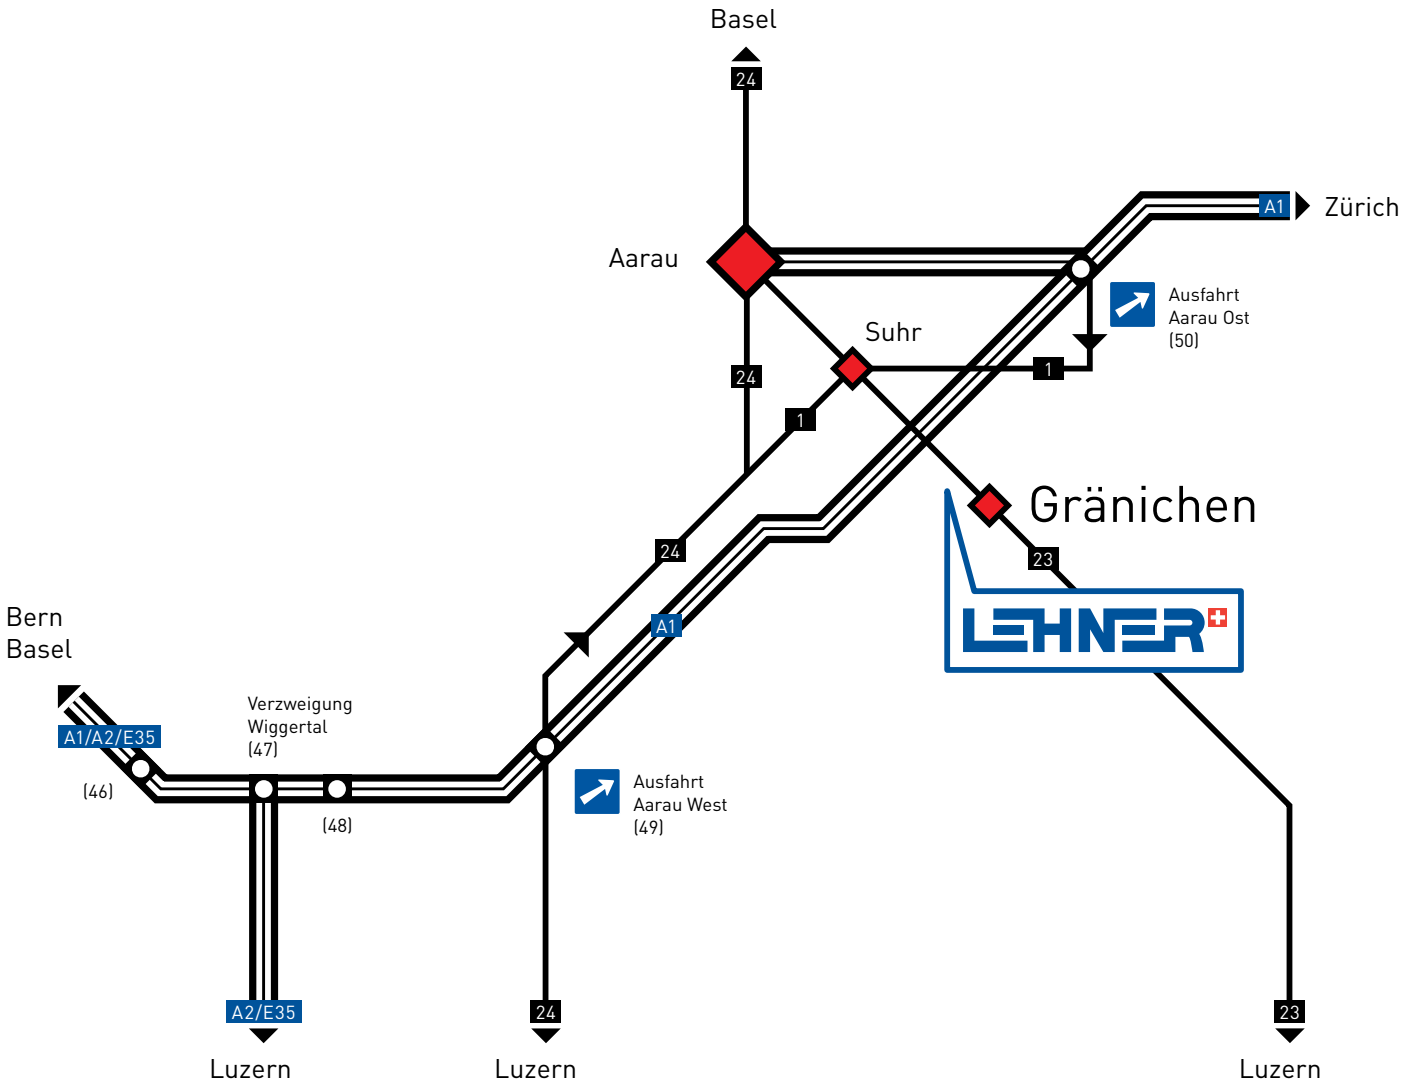 Basel
24
A1
Zürich
Aarau
Ausfahrt
Aarau Ost
(50)
Suhr
24
1
1
Gränichen
24
23
Bern
Basel
A1
LEHNER
Verzweigung
Wiggertal
(47)
A1/A2/E35
(46)
(48)
Ausfahrt
Aarau West
(49)
A2/E35
24
23
Luzern
Luzern
Luzern